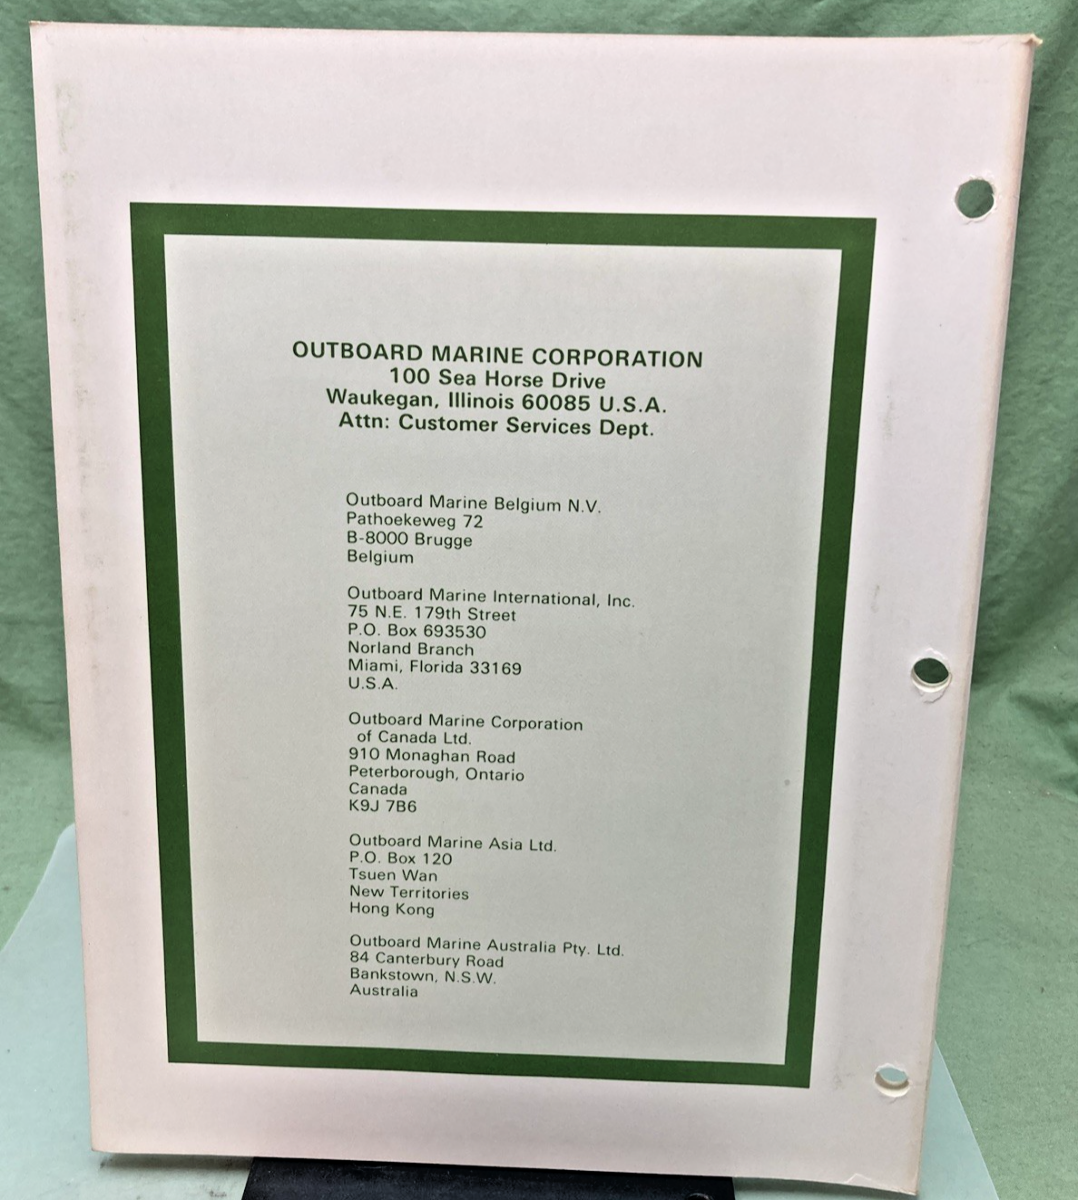 OUTBOARD MARINE CORPORATION
100 Sea Horse Drive
Waukegan, Illinois 60085 U.S.A.
Attn: Customer Services Dept.
Outboard Marine Belgium N.V.
Pathoekeweg 72
B-8000 Brugge
Belgium
Outboard Marine International, Inc.
75 N.E. 179th Street
P.O. Box 693530
Norland Branch
Miami, Florida 33169
U.S.A.
Outboard Marine Corporation
of Canada Ltd.
910 Monaghan Road
Peterborough, Ontario
Canada
K9J 7B6
Outboard Marine Asia Ltd.
P.O. Box 120
Tsuen Wan
New Territories
Hong Kong
Outboard Marine Australia Pty. Ltd.
84 Canterbury Road
Bankstown, N.S.W.
Australia